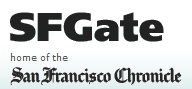 SFGate
home of the
San Francisco Chronicle